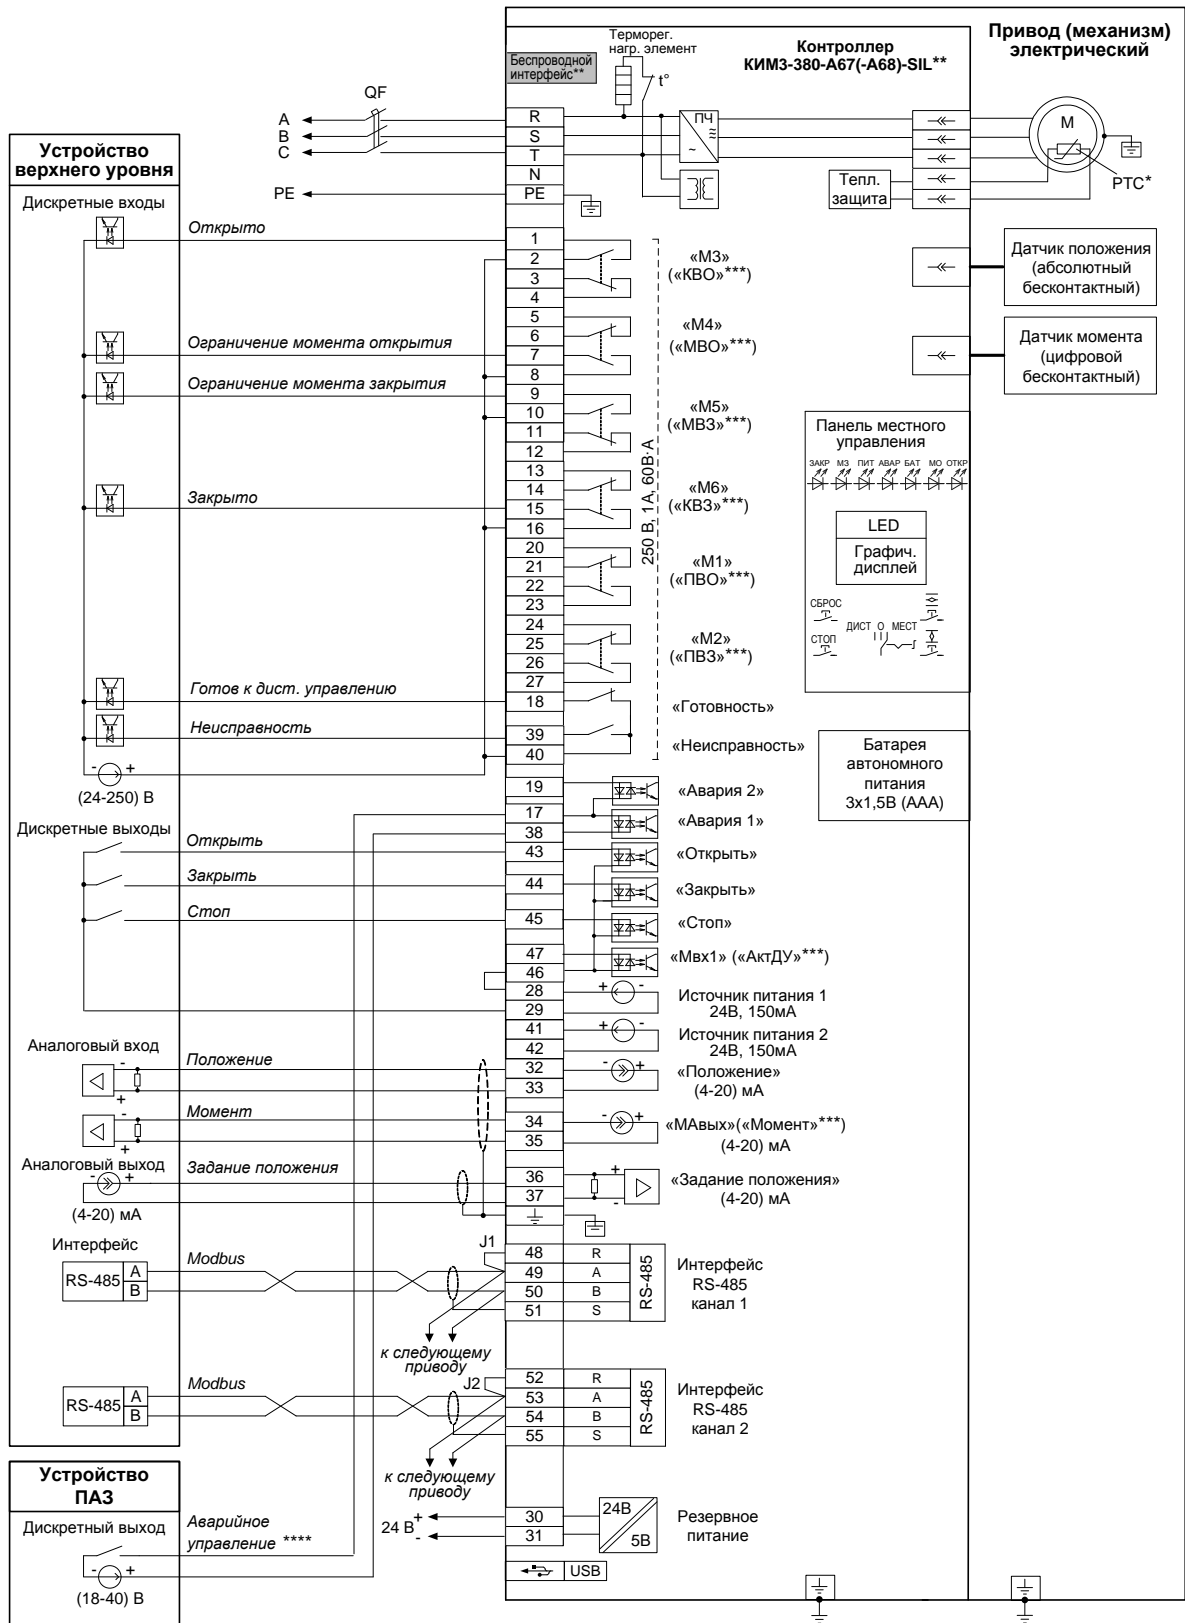 Привод (механизм)
электрический
Контроллер
КИМ3-380-А67(-А68)-SIL**
Терморег.
нагр. элемент
t°
Беспроводной
интерфейс**
QF
A
B
C
PE
R
S
T
N
PE
ПЧ
≂
~
M
PTC*
Тепл.
защита
Устройство
верхнего уровня
Дискретные входы
Открыто
Ограничение момента открытия
Ограничение момента закрытия
Закрыто
Готов к дист. управлению
Неисправность
- +
(24-250) В
1
2
3
4
5
6
7
8
9
10
11
12
13
14
15
16
20
21
22
23
24
25
26
27
18
39
40
«М3»
(«КВО»***)
«М4»
(«МВО»***)
«М5»
(«МВЗ»***)
«М6»
(«КВЗ»***)
«М1»
(«ПВО»***)
«М2»
(«ПВЗ»***)
«Готовность»
«Неисправность»
250 В, 1А, 60В·А
Датчик положения
(абсолютный
бесконтактный)
Датчик момента
(цифровой
бесконтактный)
Панель местного
управления
ЗАКР МЗ ПИТ АВАР БАТ МО ОТКР
LED
Графич.
дисплей
СБРОС
СТОП
ДИСТ О МЕСТ
Батарея
автономного
питания
3х1,5В (ААА)
Дискретные выходы
Открыть
Закрыть
Стоп
19
17
38
43
44
45
47
46
28
29
41
42
«Авария 2»
«Авария 1»
«Открыть»
«Закрыть»
«Стоп»
«Мвх1» («АктДУ»***)
+ -
Источник питания 1
24В, 150мА
+ -
Источник питания 2
24В, 150мА
Аналоговый вход
-
+
Положение
-
+
Момент
32
33
34
35
- +
«Положение»
(4-20) мА
- +
«МАвых»(«Момент»***)
(4-20) мА
Аналоговый выход
- +
(4-20) мА
Задание положения
36
37
+
-
«Задание положения»
(4-20) мА
Интерфейс
RS-485
A
B
Modbus
J1
48 R
49 A
50 B
51 S
RS-485
Интерфейс
RS-485
канал 1
к следующему
приводу
RS-485
A
B
Modbus
J2
52 R
53 A
54 B
55 S
RS-485
Интерфейс
RS-485
канал 2
к следующему
приводу
Устройство
ПАЗ
Дискретный выход
Аварийное
управление ****
- +
(18-40) В
24 В
+
-
30
31
24В
5В
Резервное
питание
USB